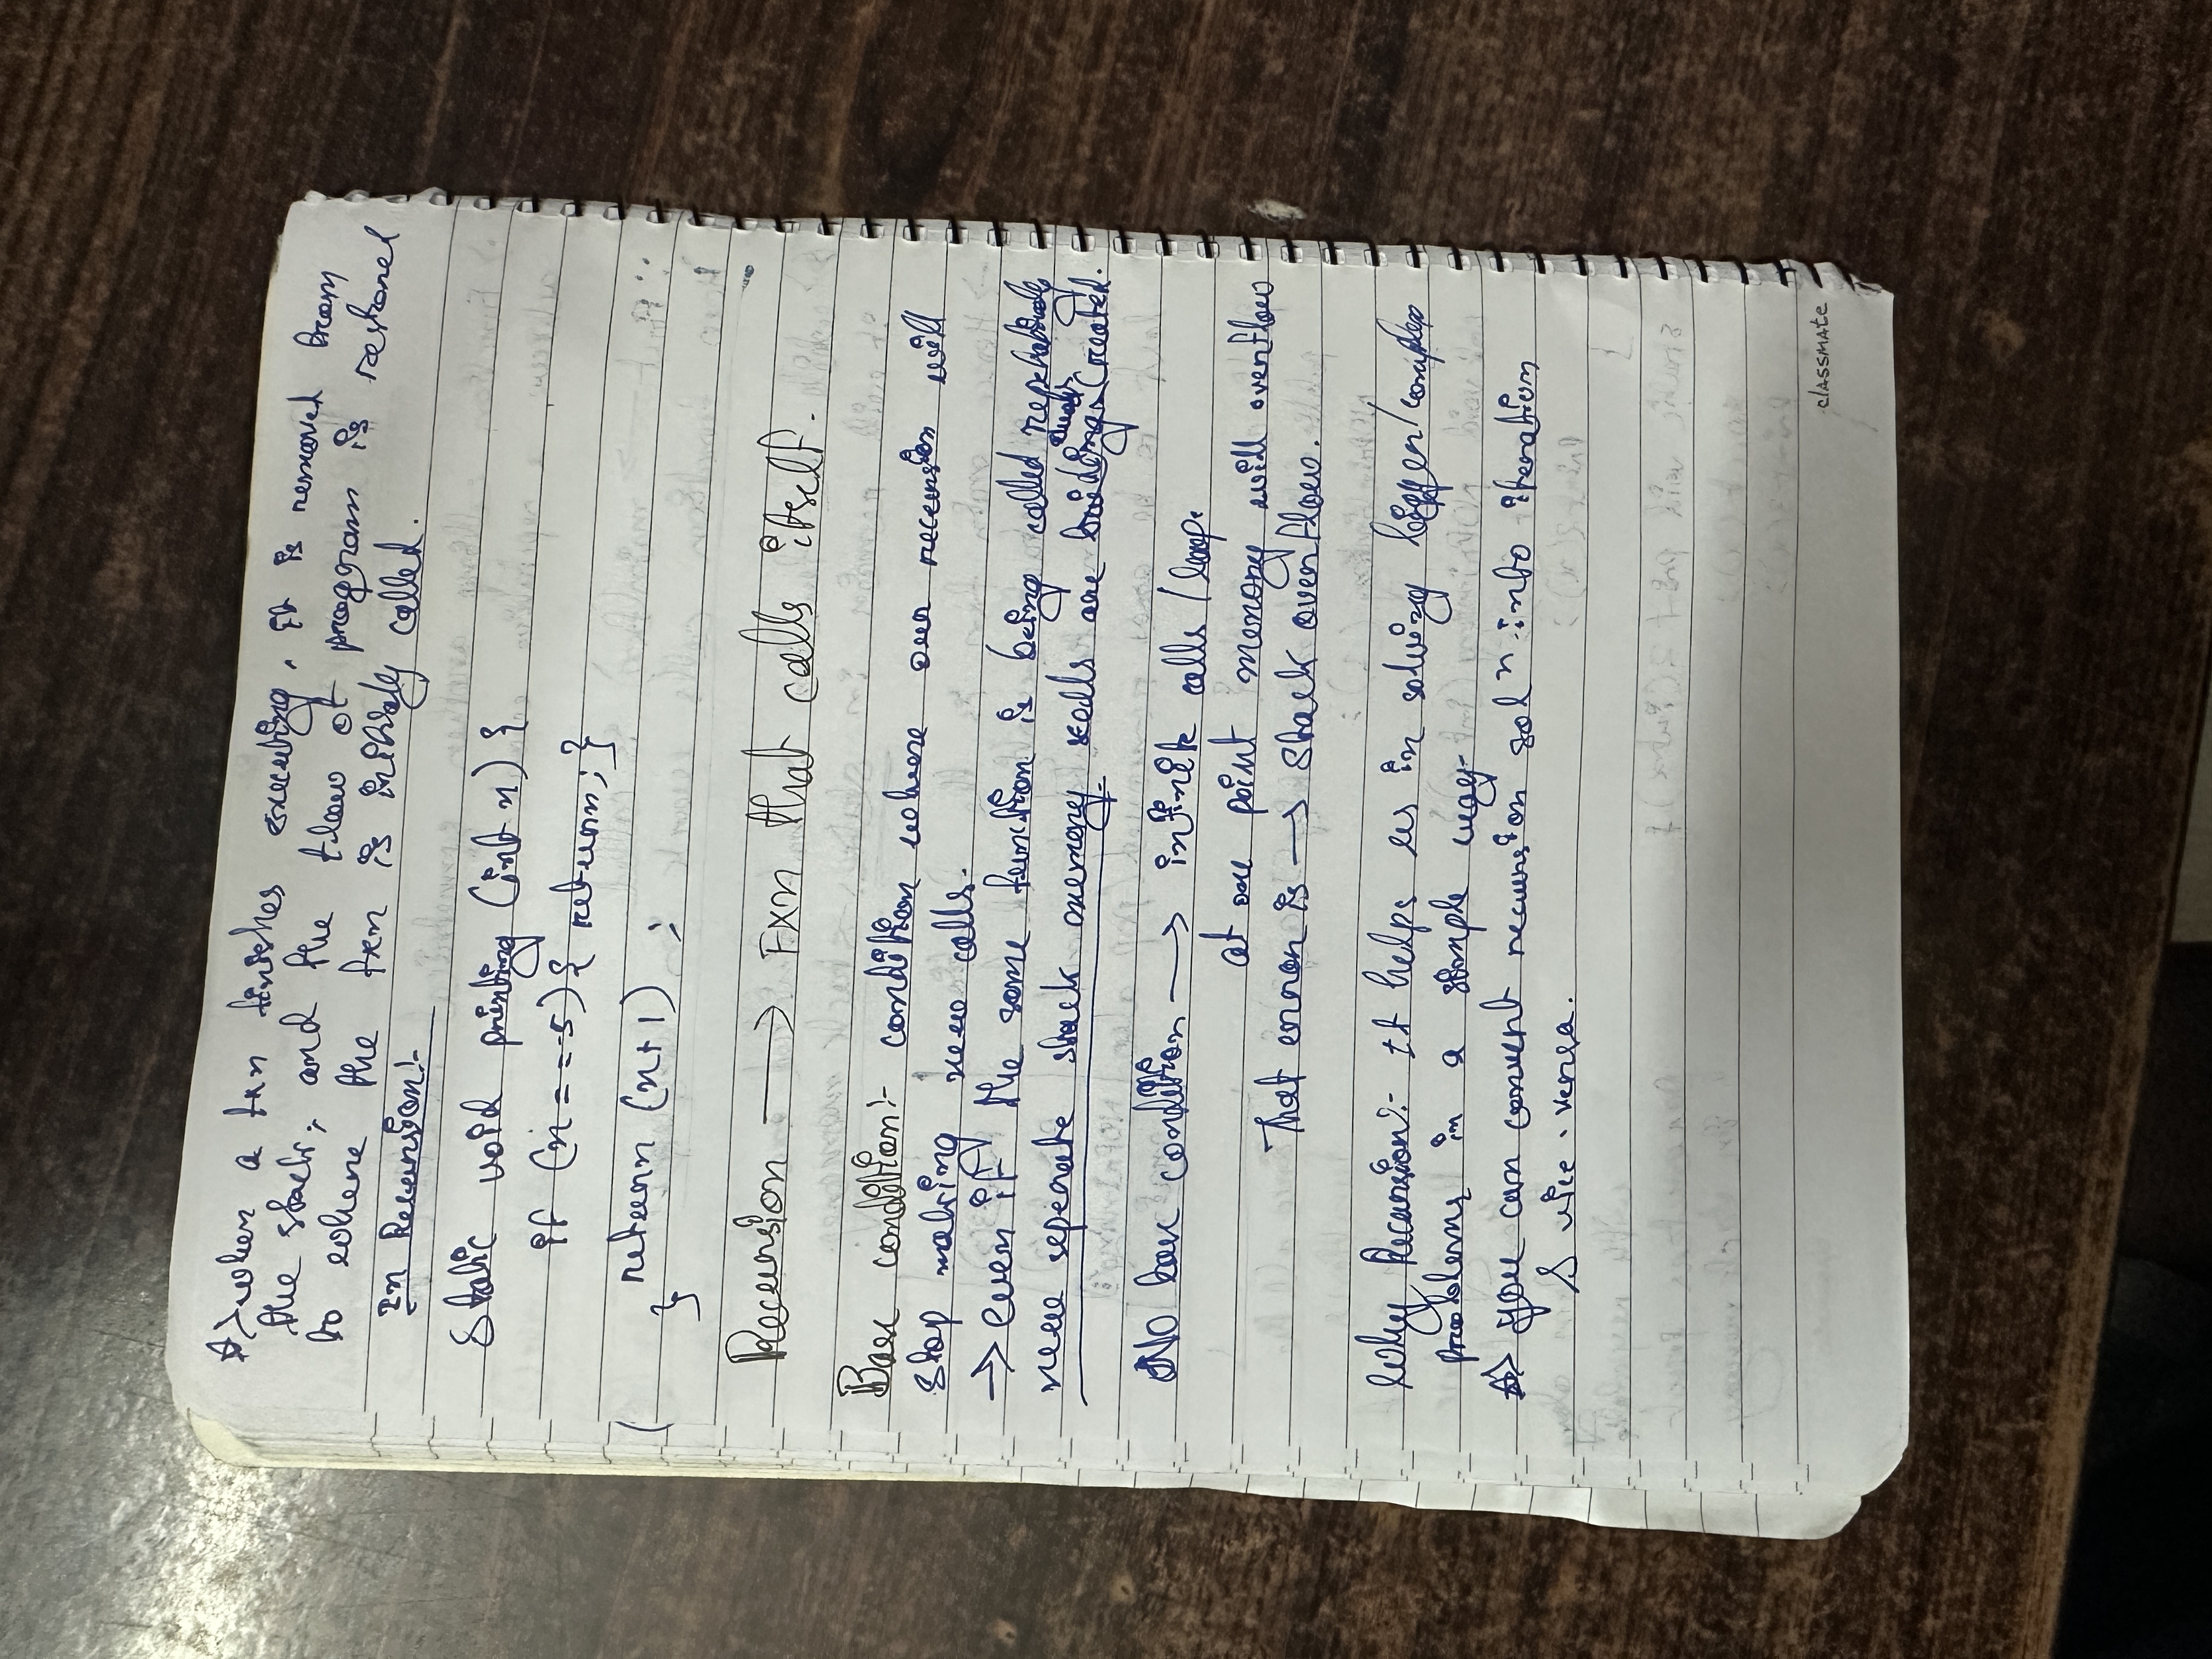 ☆> when a fxn finishes executing, it is removed from
the stack, and the flow of proggram is restored
to where the fxn is initialy called.
In Recursion:-
Static void printing (int n) {
if (n == 5) { return; }
return (n+1) ;
}
Recursion → Fxn that calls itself.
Base condition:- condition where our recursion will
stop making new calls.
→ even if the same function is being called
new seperate stack memory calls are created.
No base condition → infinite calls / loop.
at one point memory will overflow
That error is → Stack overflow.
Why Recursion:- It helps us in solving bigger/complex
problems in a simple way.
☆> you can convert recursion solⁿ into iteration
& vice-versa.
classmate